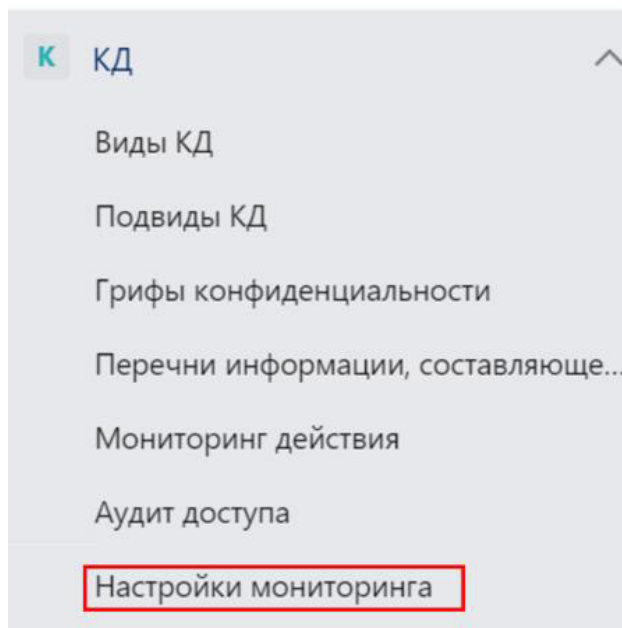 К КД
Виды КД
Подвиды КД
Грифы конфиденциальности
Перечни информации, составляюще...
Мониторинг действия
Аудит доступа
Настройки мониторинга